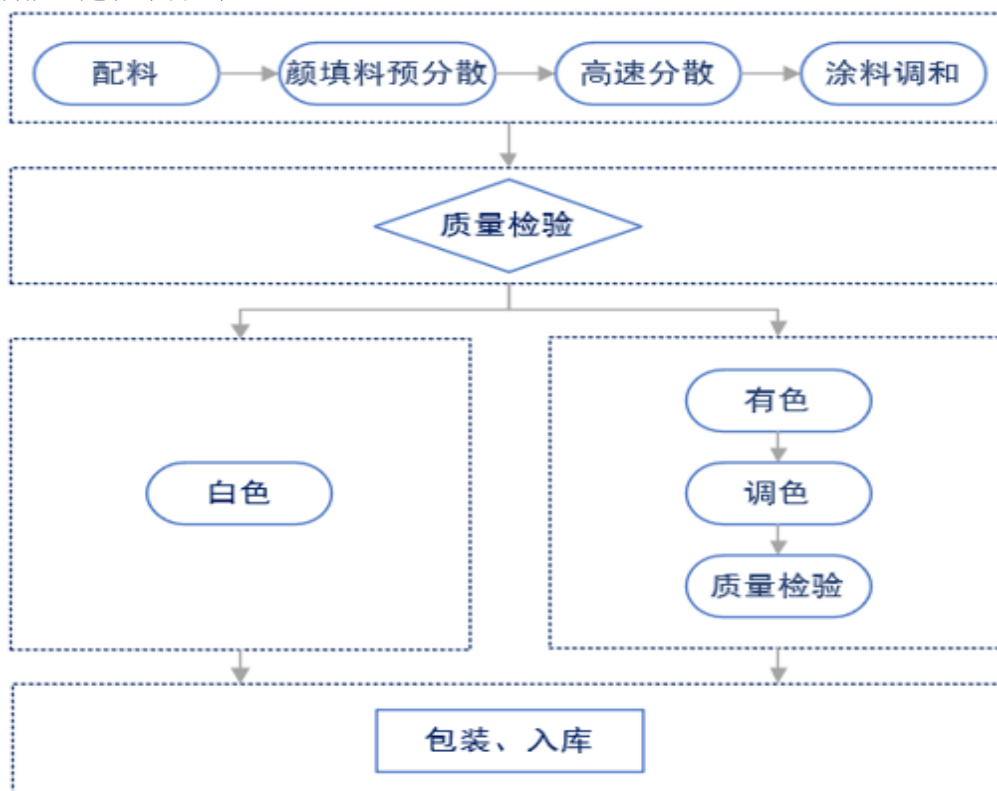 配料
颜填料预分散
高速分散
涂料调和
质量检验
白色
有色
调色
质量检验
包装、入库